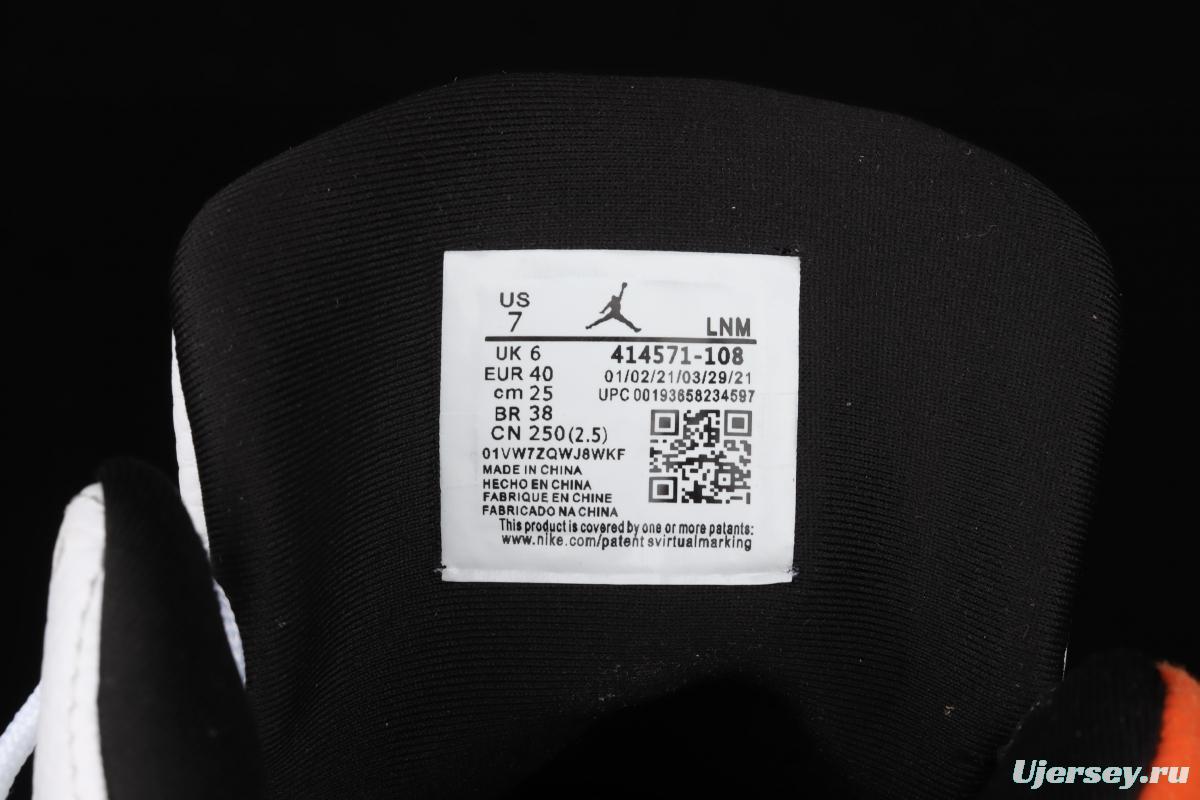 US
7
LNM
UK 6
414571-108
EUR 40
01/02/21/03/29/21
cm 25
UPC 00193658234597
BR 38
CN 250(2.5)
01VW7ZQWJ8WKF
MADE IN CHINA
HECHO EN CHINA
FABRIQUE EN CHINE
FABRICADO NA CHINA
This product is covered by one or more patants:
www.nike.com/patent svirtualmarking
Ujersey.ru